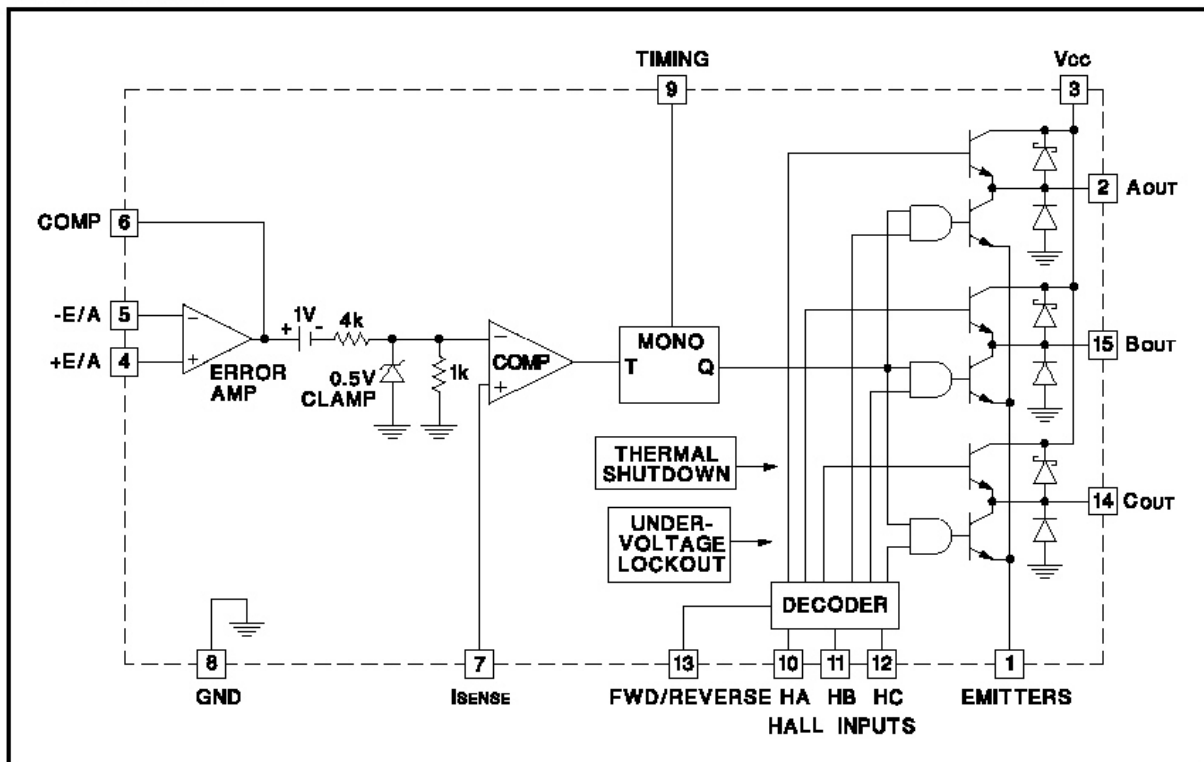 TIMING
VCC
9
3
2
AOUT
COMP
6
-E/A
5
1V
+
-
4k
-
MONO
+E/A
4
-
+
ERROR
AMP
0.5V
CLAMP
1k
COMP
+
T
Q
15
BOUT
THERMAL
SHUTDOWN
14
COUT
UNDER-
VOLTAGE
LOCKOUT
DECODER
8
7
13
10
11
12
1
GND
ISENSE
FWD/REVERSE
HA
HB
HC
EMITTERS
HALL INPUTS